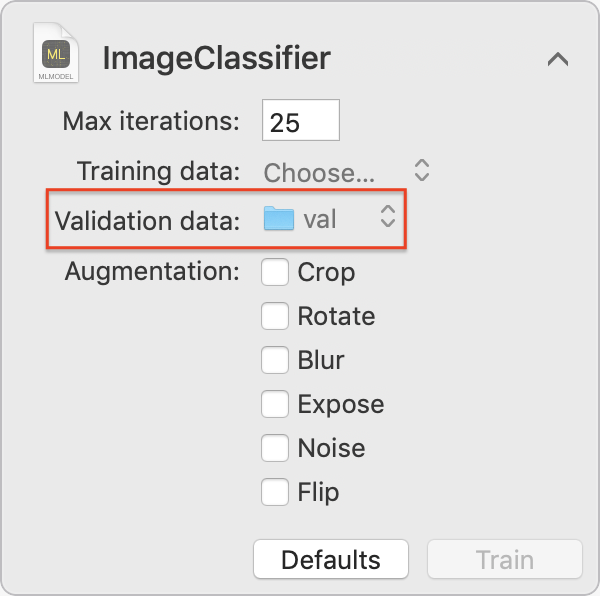 ML
MLMODEL
ImageClassifier
Max iterations: 25
Training data: Choose...
Validation data: val
Augmentation: Crop
Rotate
Blur
Expose
Noise
Flip
Defaults Train